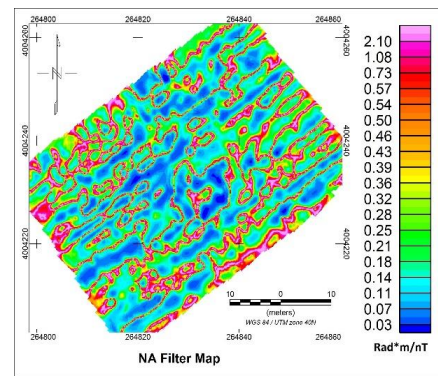 264800 264820 264840 264860
4004260 4004260
2.10
1.08
0.73
0.57
0.54
0.50
0.46
0.43
0.39
0.36
0.32
0.28
0.25
0.21
0.18
0.14
0.11
0.07
0.03
4004240 4004240
4004220 4004220
N
10 0 10
(meters)
WGS 84 / UTM zone 40N
264800 264820 264840 264860
NA Filter Map
Rad*m/nT